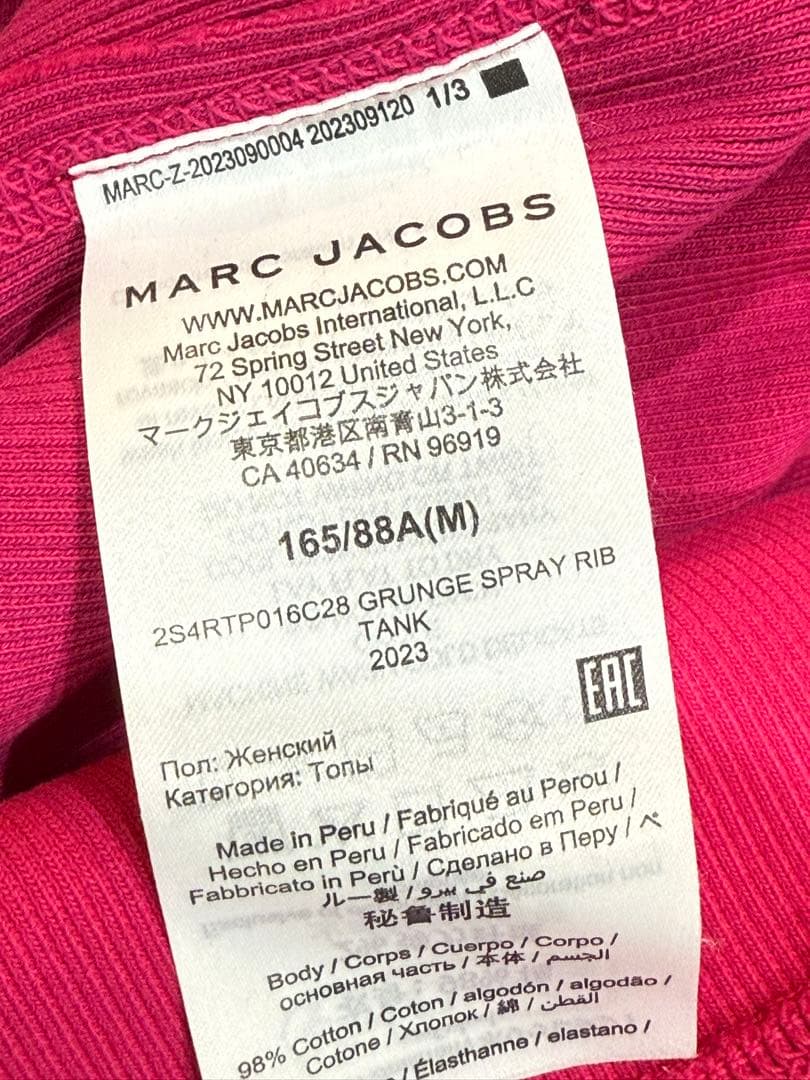 MARC-Z-2023090004 202309120 1/3
MARC JACOBS
WWW.MARCJACOBS.COM
Marc Jacobs International, L.L.C
72 Spring Street New York,
NY 10012 United States
マークジェイコブスジャパン株式会社
東京都港区南青山3-1-3
CA 40634 / RN 96919
165/88A(M)
2S4RTP016C28 GRUNGE SPRAY RIB
TANK
2023
EAC
Пол: Женский
Категория: Топы
Made in Peru / Fabriqué au Perou /
Hecho en Peru / Fabricado em Peru /
Fabbricato in Perù / Сделано в Перу / ペ
ルー製 / صنع في بيرو
秘鲁制造
Body / Corps / Cuerpo / Corpo /
основная часть / 本体 / الجسم /
98% Cotton / Coton / algodón / algodão /
Cotone / Хлопок / 綿 / القطن /
/ Élasthanne / elastano /